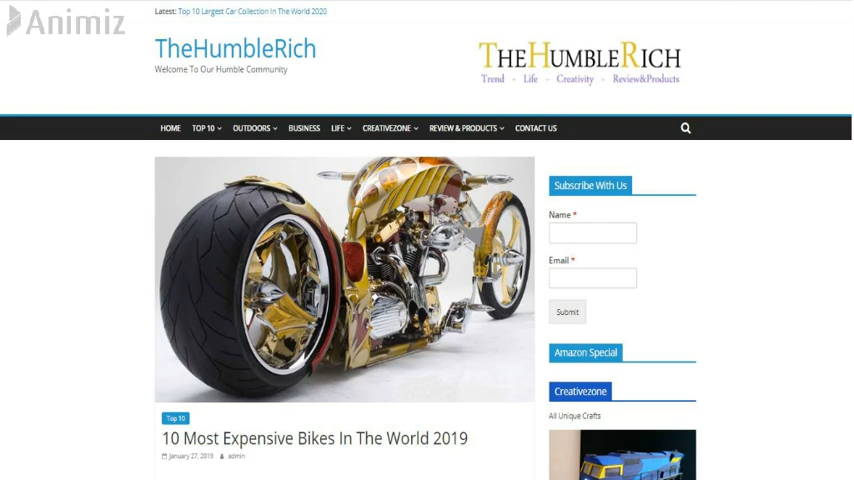 Latest: Top 10 Largest Car Collection In The World 2020
Animiz
TheHumbleRich
Welcome To Our Humble Community
THEHUMBLERICH
Trend - Life - Creativity - Review&Products
HOME TOP 10 OUTDOORS BUSINESS LIFE CREATIVEZONE REVIEW & PRODUCTS CONTACT US
Subscribe With Us
Name *
Email *
Submit
Amazon Special
Creativezone
All Unique Crafts
Top 10
10 Most Expensive Bikes In The World 2019
January 27, 2019 admin